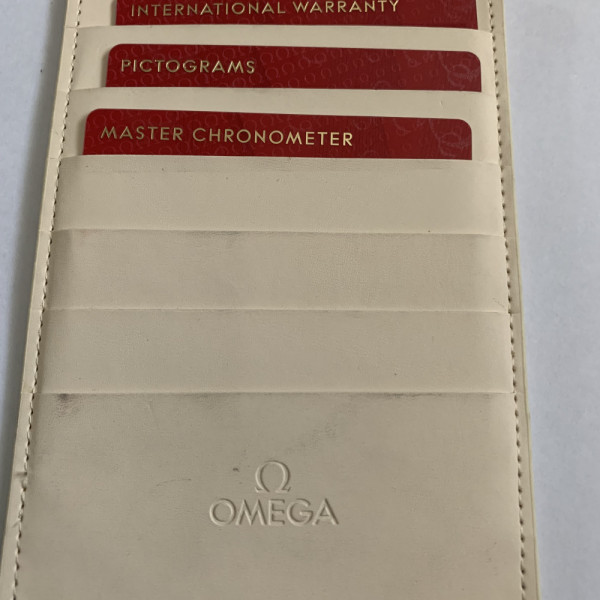 INTERNATIONAL WARRANTY
PICTOGRAMS
MASTER CHRONOMETER
Ω
OMEGA